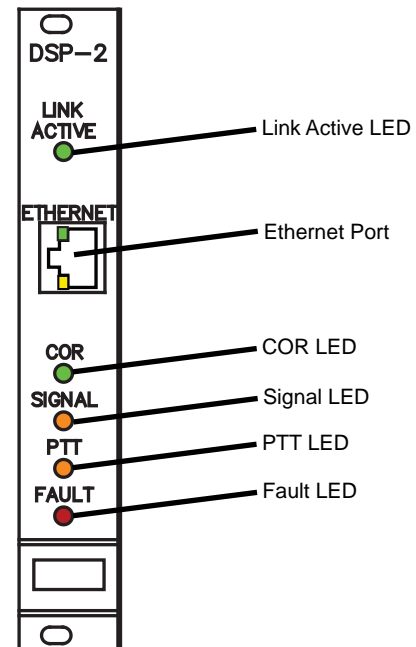 DSP-2
LINK
ACTIVE
Link Active LED
ETHERNET
Ethernet Port
COR
COR LED
SIGNAL
Signal LED
PTT
PTT LED
FAULT
Fault LED